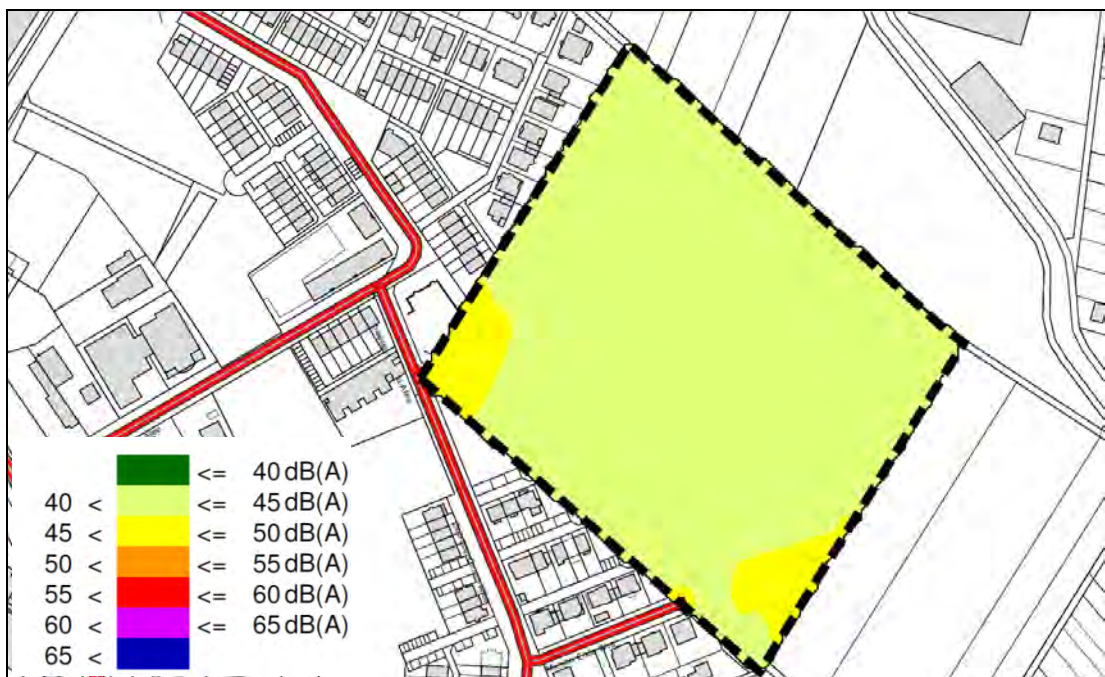 <= 40 dB(A)
40 < <= 45 dB(A)
45 < <= 50 dB(A)
50 < <= 55 dB(A)
55 < <= 60 dB(A)
60 < <= 65 dB(A)
65 <